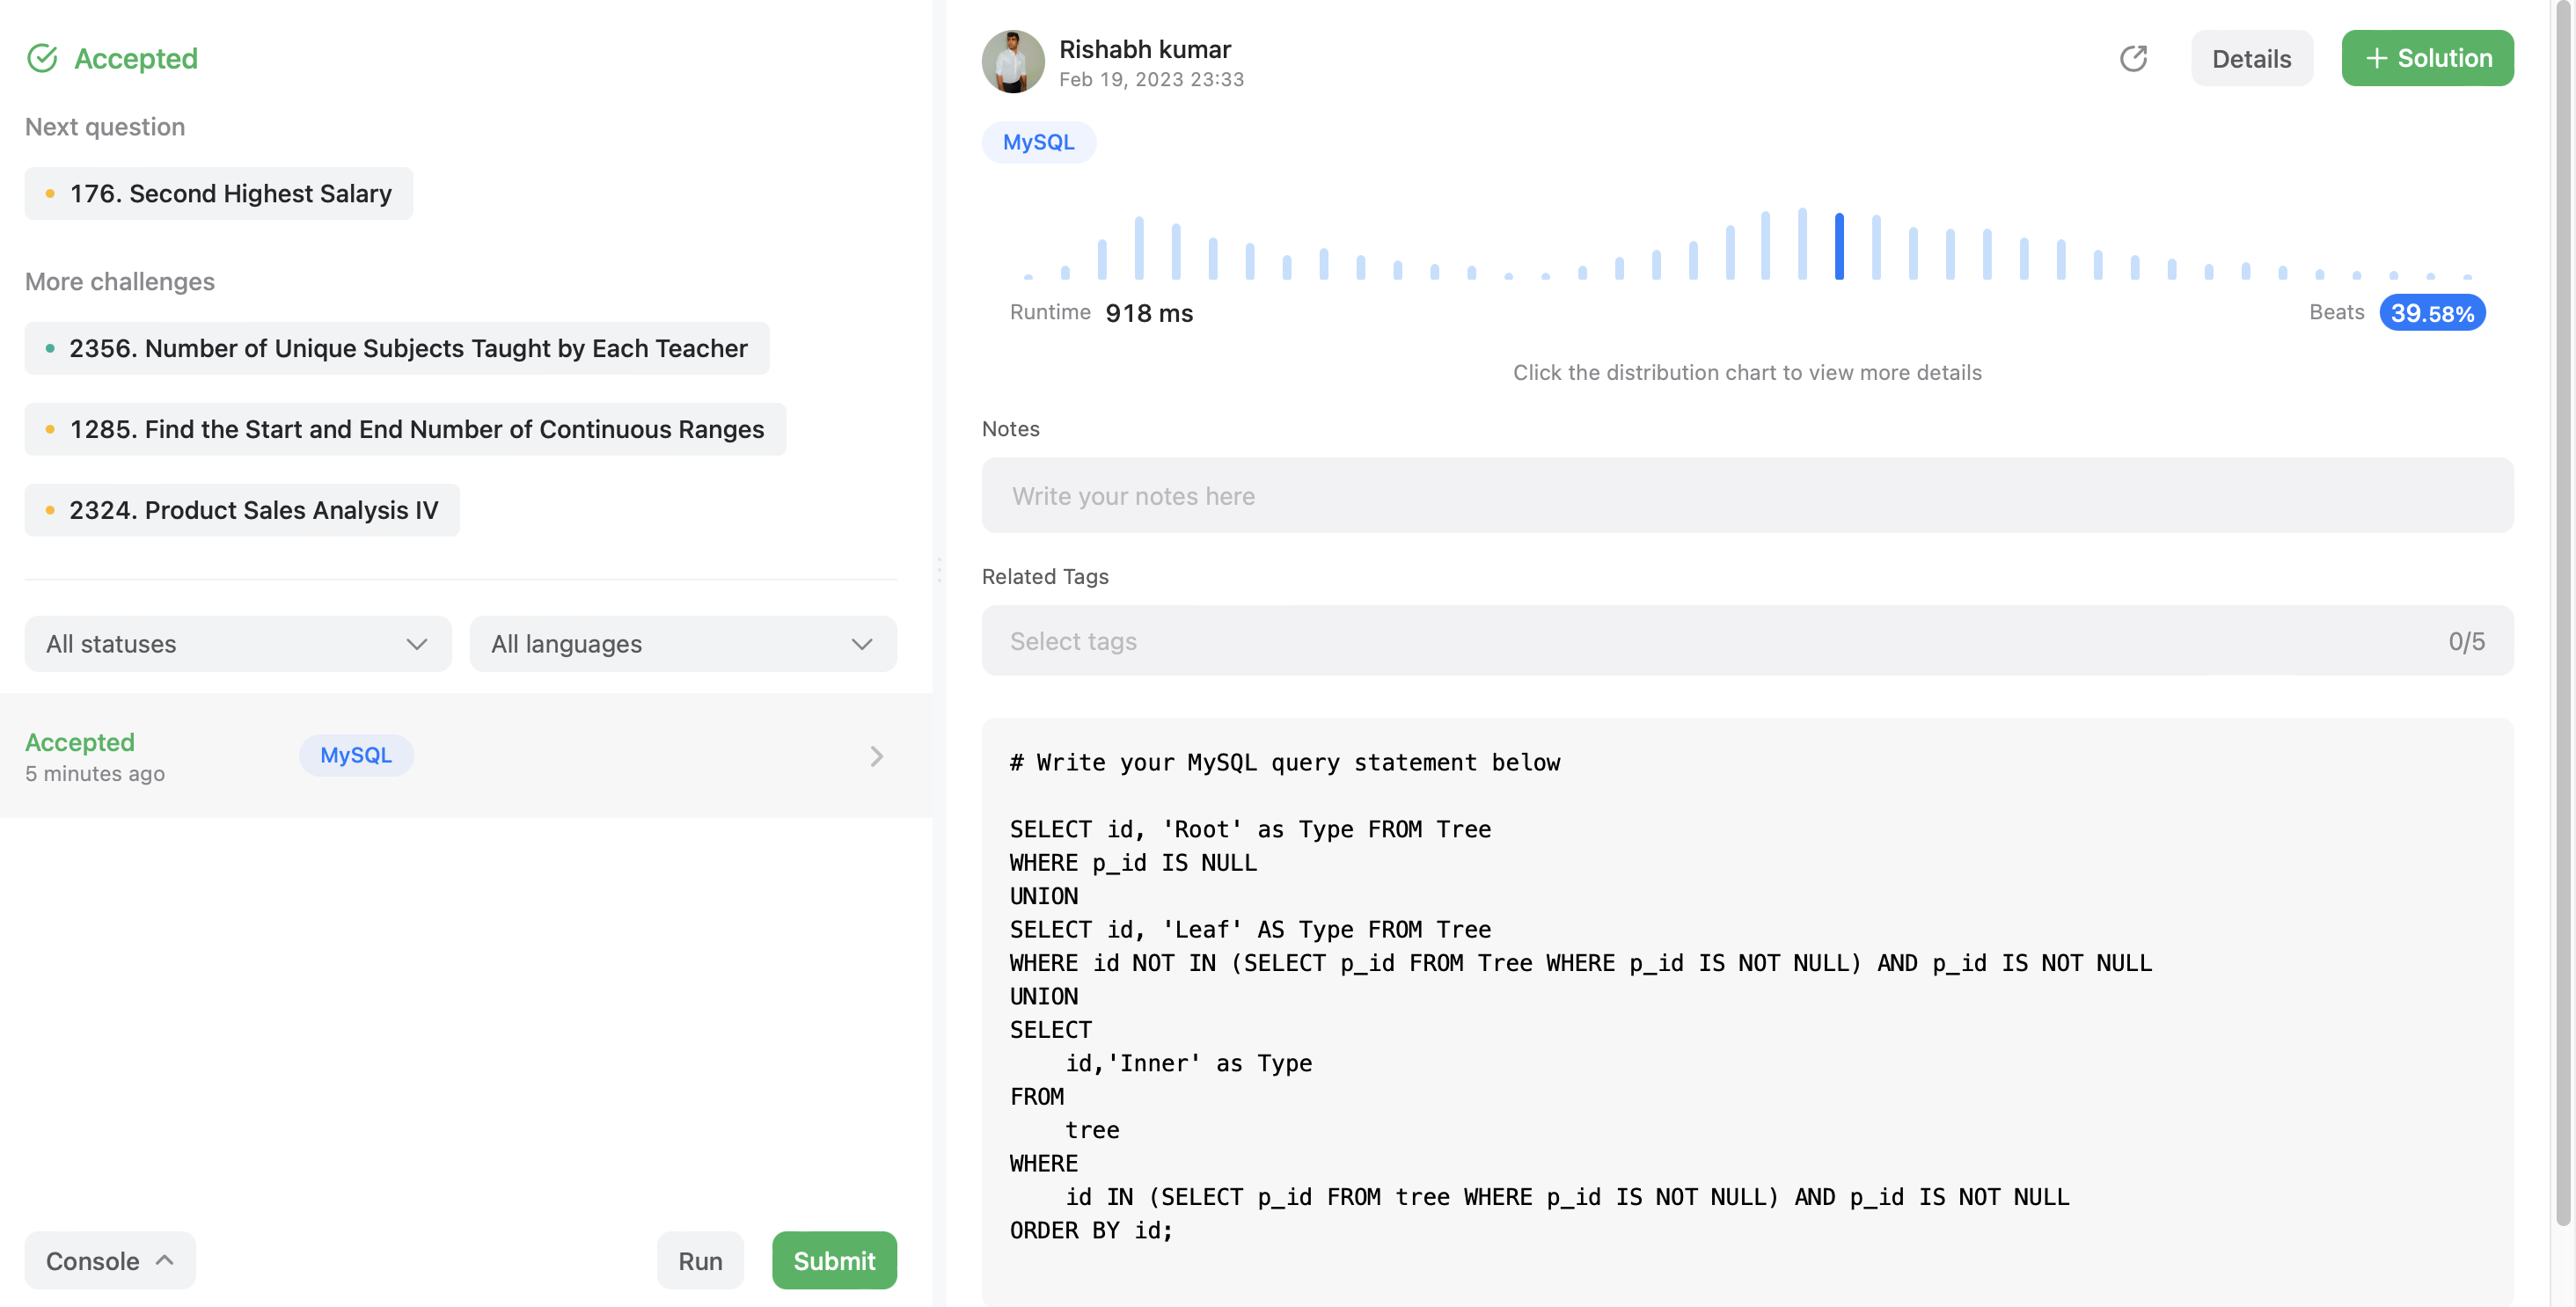 Accepted
Next question
176. Second Highest Salary
More challenges
2356. Number of Unique Subjects Taught by Each Teacher
1285. Find the Start and End Number of Continuous Ranges
2324. Product Sales Analysis IV
All statuses
All languages
Accepted
5 minutes ago
MySQL
Console
Run
Submit
Rishabh kumar
Feb 19, 2023 23:33
Details
+ Solution
MySQL
Runtime 918 ms
Beats 39.58%
Click the distribution chart to view more details
Notes
Write your notes here
Related Tags
Select tags
0/5
# Write your MySQL query statement below
SELECT id, 'Root' as Type FROM Tree
WHERE p_id IS NULL
UNION
SELECT id, 'Leaf' AS Type FROM Tree
WHERE id NOT IN (SELECT p_id FROM Tree WHERE p_id IS NOT NULL) AND p_id IS NOT NULL
UNION
SELECT
    id,'Inner' as Type
FROM
    tree
WHERE
    id IN (SELECT p_id FROM tree WHERE p_id IS NOT NULL) AND p_id IS NOT NULL
ORDER BY id;